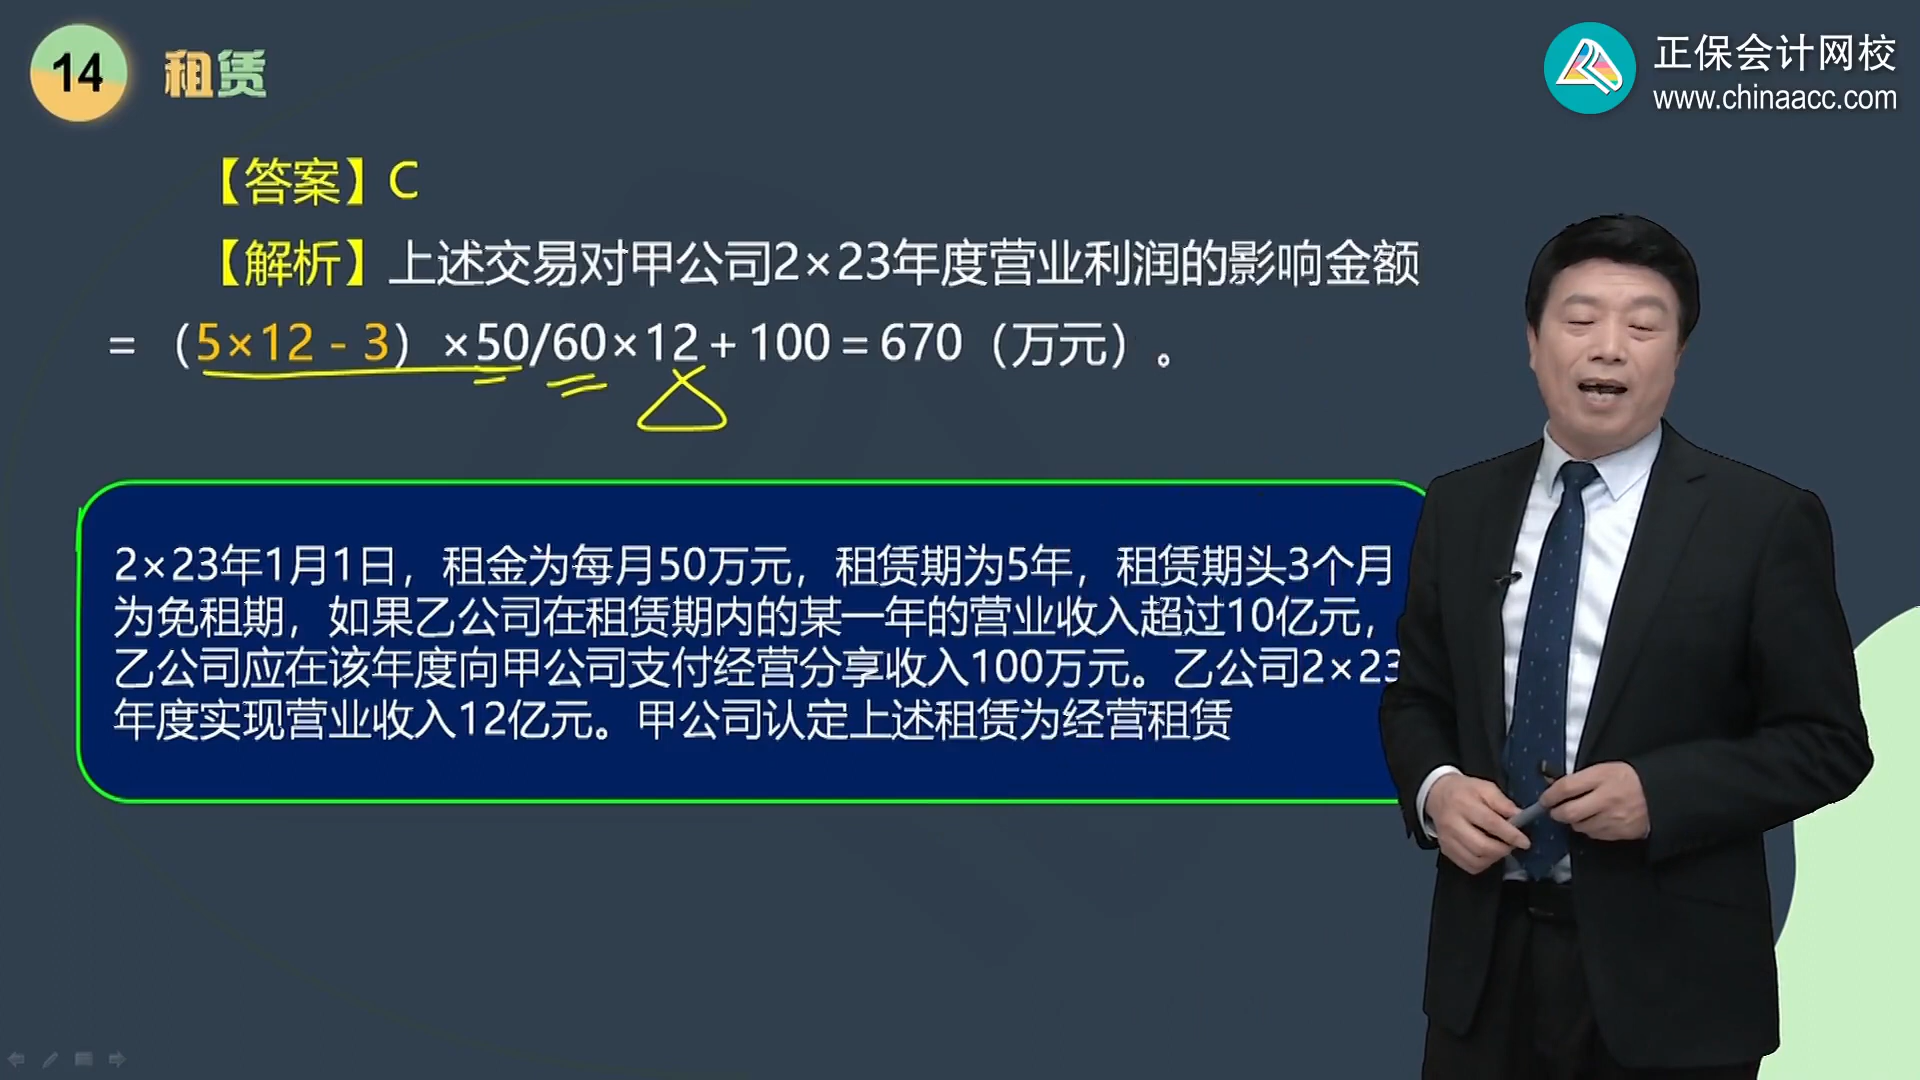 14 租赁
正保会计网校
www.chinaacc.com
【答案】C
【解析】上述交易对甲公司2×23年度营业利润的影响金额
=（5×12-3）×50/60×12+100=670（万元）。
2×23年1月1日，租金为每月50万元，租赁期为5年，租赁期头3个月
为免租期，如果乙公司在租赁期内的某一年的营业收入超过10亿元，
乙公司应在该年度向甲公司支付经营分享收入100万元。乙公司2×23
年度实现营业收入12亿元。甲公司认定上述租赁为经营租赁